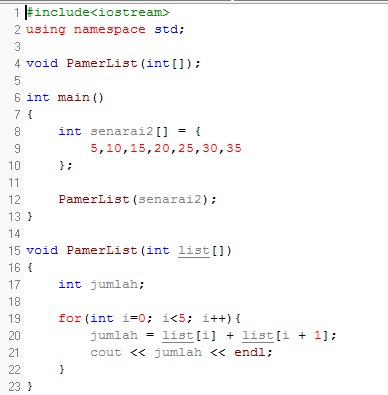 1 #include<iostream>
2 using namespace std;
3
4 void PamerList(int[]);
5
6 int main()
7 {
8     int senarai2[] = {
9         5,10,15,20,25,30,35
10     };
11
12     PamerList(senarai2);
13 }
14
15 void PamerList(int list[])
16 {
17     int jumlah;
18
19     for(int i=0; i<5; i++){
20         jumlah = list[i] + list[i + 1];
21         cout << jumlah << endl;
22     }
23 }